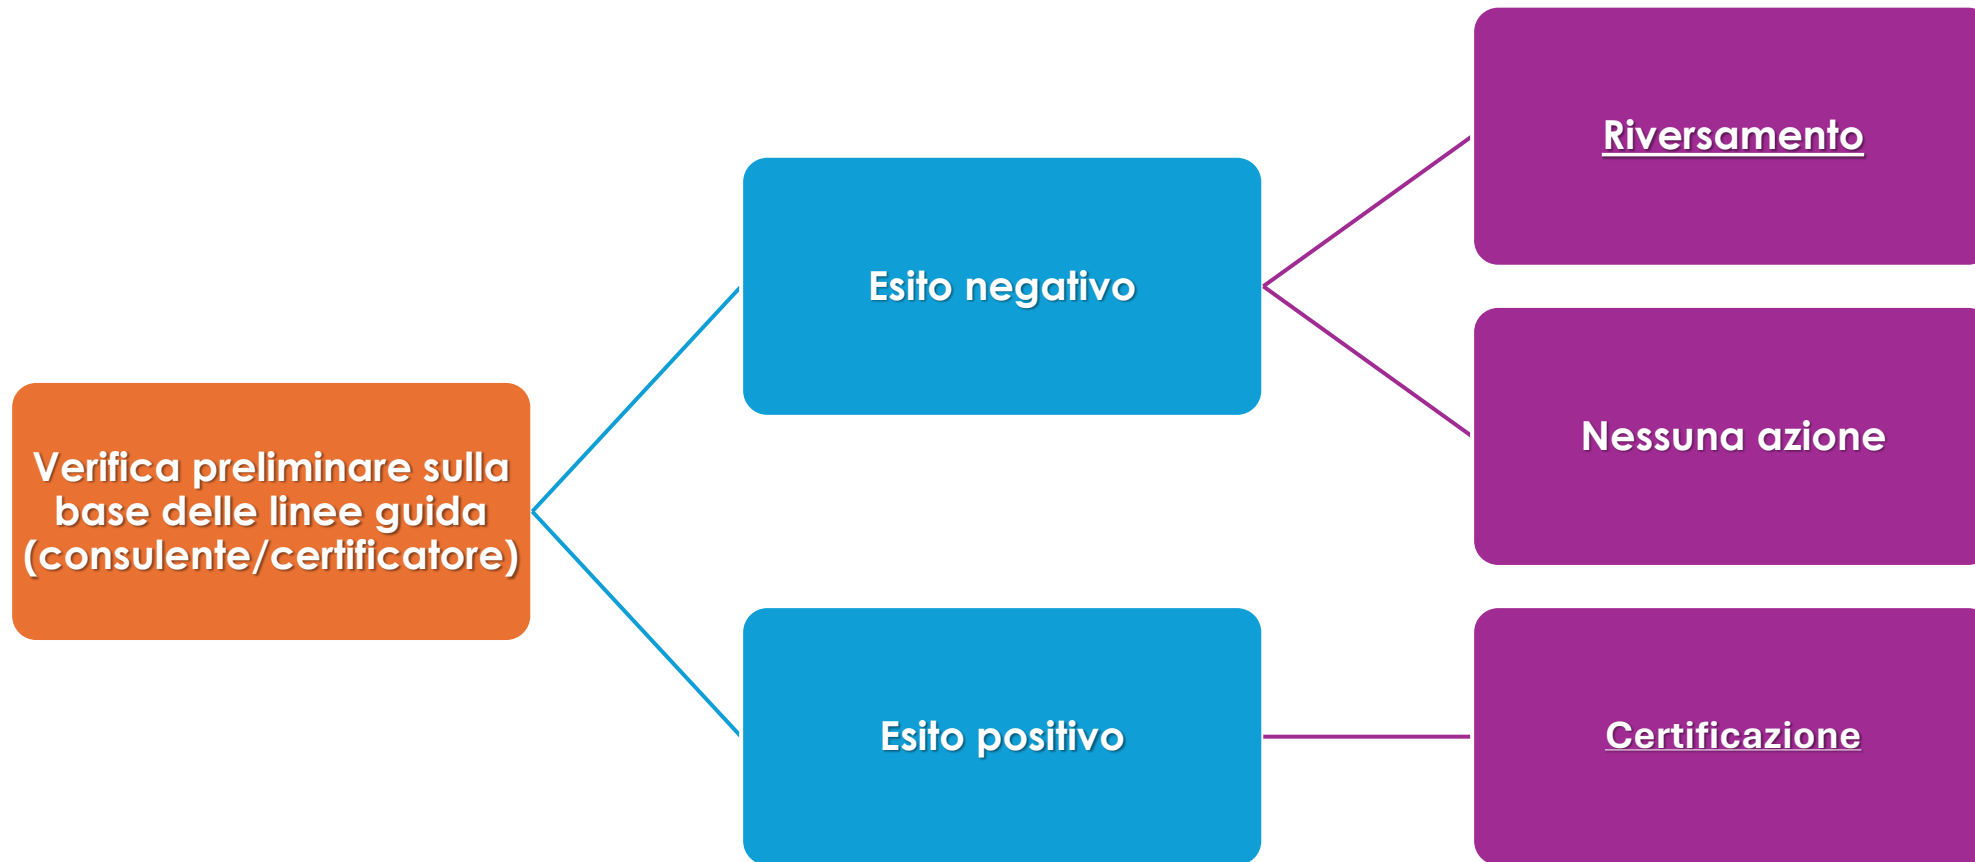 Verifica preliminare sulla
base delle linee guida
(consulente/certificatore)
Esito negativo
Riversamento
Nessuna azione
Esito positivo
Certificazione